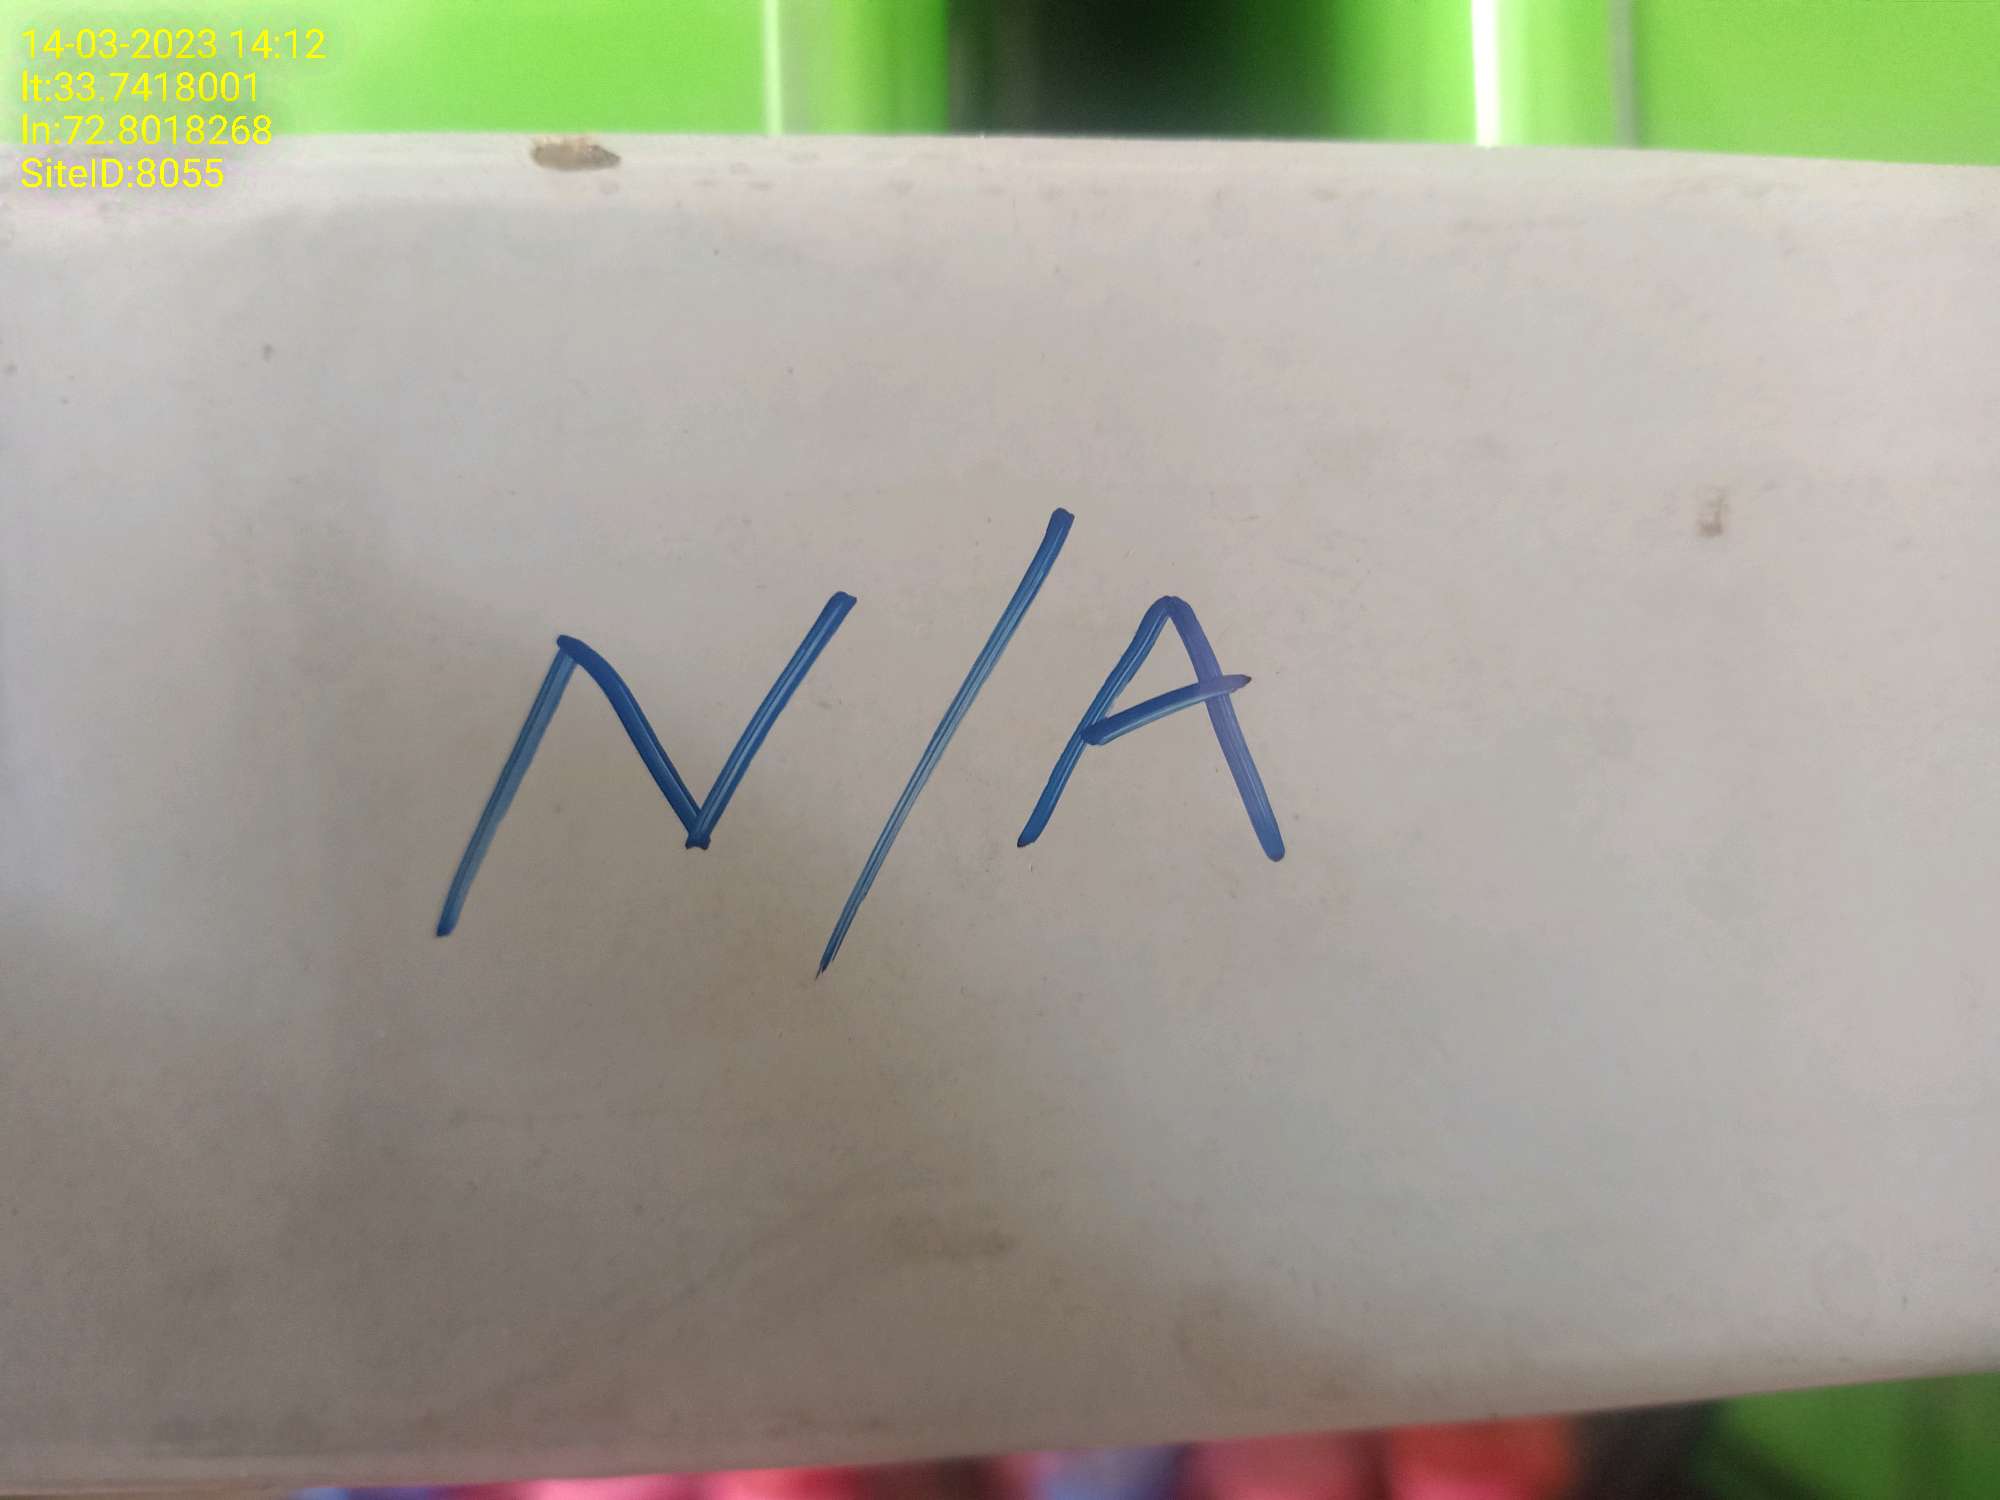 14-03-2023 14:12
lt:33.7418001
ln:72.8018268
SiteID:8055
N/A